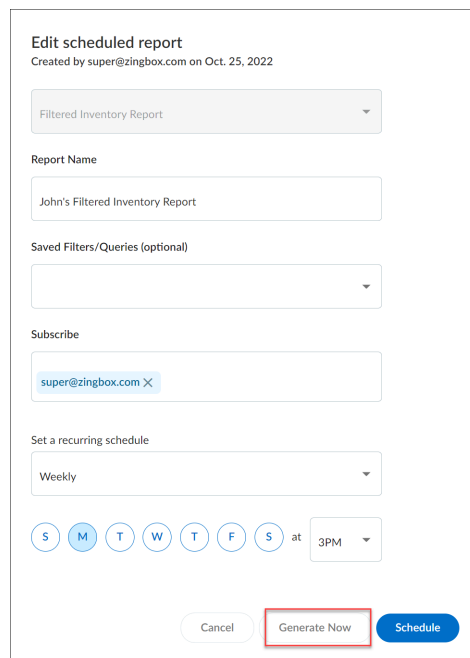 Edit scheduled report
Created by super@zingbox.com on Oct. 25, 2022
Filtered Inventory Report
Report Name
John's Filtered Inventory Report
Saved Filters/Queries (optional)
Subscribe
super@zingbox.com ×
Set a recurring schedule
Weekly
S M T W T F S at 3PM
Cancel Generate Now Schedule